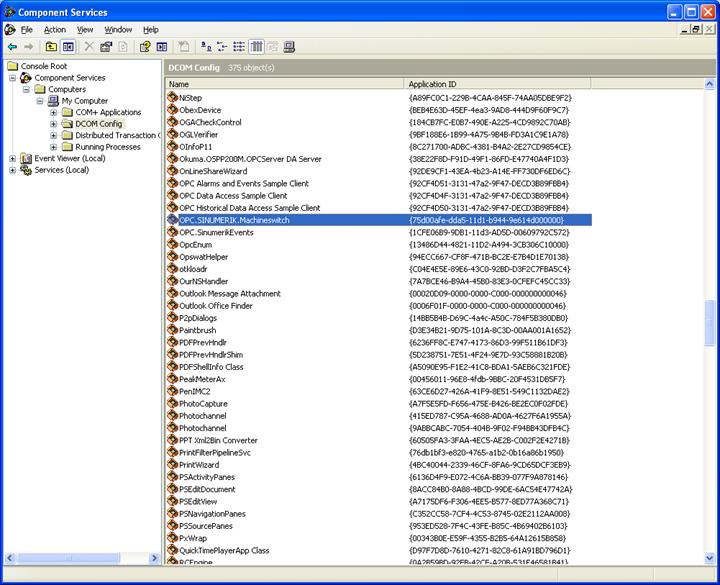 Component Services
File Action View Window Help
Console Root
Component Services
Computers
My Computer
COM+ Applications
DCOM Config
Distributed Transaction C
Running Processes
Event Viewer (Local)
Services (Local)
DCOM Config 375 object(s)
Name Application ID
NiStep {A89FC0C1-229B-4CAA-845F-74AA05DBE9F2}
ObexDevice {BEB4E63D-45EF-4ea3-9AD8-444D9F60F9C7}
OGACheckControl {184CB7FC-E0B7-490E-A225-4CD9892C70AB}
OGLVerifier {9BF188E6-1B99-4A75-9B4B-FD3A1C9E1A78}
OInfoP11 {8C271700-ADBC-4381-B4A2-2E27CD9854CE}
Okuma.OSPP200M.OPCServer DA Server {38E22F8D-F91D-49F1-86FD-E47740A4F1D3}
OnLineShareWizard {92DE9CF1-43EA-4b23-A14E-FF730DF6ED6C}
OPC Alarms and Events Sample Client {92CF4D51-3131-47a2-9F47-DECD3B89FBB4}
OPC Data Access Sample Client {92CF4D4F-3131-47a2-9F47-DECD3B89FBB4}
OPC Historical Data Access Sample Client {92CF4D50-3131-47a2-9F47-DECD3B89FBB4}
OPC.SINUMERIK.Machineswitch {75d00afe-dda5-11d1-b944-9e614d000000}
OPC.SinumerikEvents {1CFE06B9-9DB1-11d3-AD5D-00609792C572}
OpcEnum {13486D44-4821-11D2-A494-3CB306C10000}
OpswatHelper {94ECC667-CF8F-471B-BC2E-E7B4D1E70138}
otkloadr {C04E4E5E-89E6-43C0-92BD-D3F2C7FBA5C4}
OurNSHandler {7A7BCE46-B9A4-45B0-83E3-0CFEFC45CC33}
Outlook Message Attachment {00020D09-0000-0000-C000-000000000046}
Outlook Office Finder {0006F01F-0000-0000-C000-000000000046}
P2pDialogs {14BB5B4B-D69C-4a4c-A50C-784F5B380DB0}
Paintbrush {D3E34B21-9D75-101A-8C3D-00AA001A1652}
PDFPrevHndlr {6236FF8C-E747-4173-86D3-99F511B61DF3}
PDFPrevHndlrShim {5D238751-7E51-4F24-9E7D-93C58881B20B}
PDFShellInfo Class {A5090E95-F1E2-41C8-BDA1-5AEB6C321FDE}
PeakMeterAx {00456011-96E8-4fdb-9BBC-20F4531DB5F7}
PenIMC2 {63CE6D27-426A-41F9-8E51-549C1132DAAE}
PhotoCapture {A7F5E5FD-F656-475E-B426-BE2EC0F02FDE}
Photochannel {415ED787-C95A-4688-AD0A-4627F6A1955A}
Photochannel {9ABBCABC-7054-404B-9F02-F94BB43DFB4C}
PPT Xml2Bin Converter {60505FA3-3FAA-4EC5-AE2B-C002F2E4271B}
PrintFilterPipelineSvc {76db1bf3-e820-4765-a1b2-0b16a86b1950}
PrintWizard {4BC40044-2339-46CF-8FA6-9CD65DCF3EB9}
PSActivityPanes {6136D4F9-E072-4C6A-BB39-077F9A878146}
PSEditDocument {8ACC84B0-8A88-4BCD-99DE-6AC54E47742A}
PSEditView {A7175DF6-F306-4EE5-B577-8ED77A368C71}
PSNavigationPanes {C352CC58-7CF4-4C53-8745-02E2112AA008}
PSSourcePanes {953ED528-7F4C-43FE-B85C-4B69402B6103}
PxWrap {00343B0E-E59F-4355-B2B5-64A12615B858}
QuickTimePlayerApp Class {D97F7D8D-7610-4271-82C8-61A91BD796D1}
RCEngine